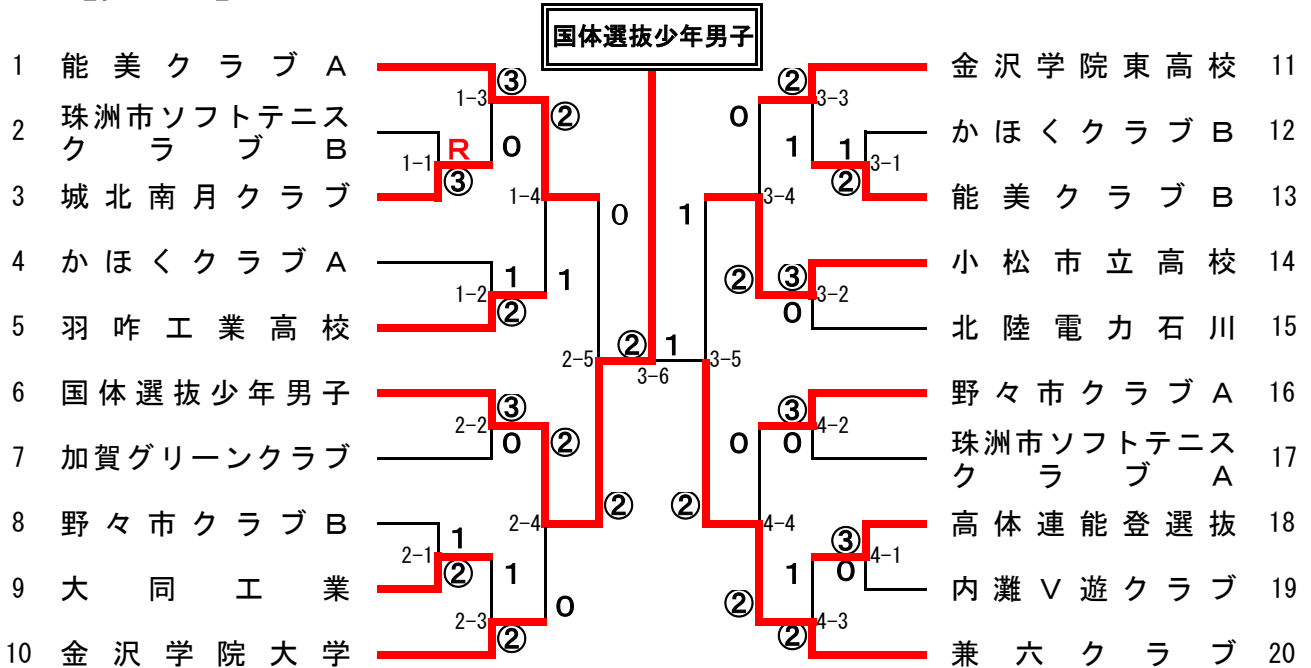 国体選抜少年男子
1 能美クラブA
2 珠洲市ソフトテニス
クラブB
3 城北南月クラブ
4 かほくクラブA
5 羽咋工業高校
6 国体選抜少年男子
7 加賀グリーンクラブ
8 野々市クラブB
9 大同工業
10 金沢学院大学
1-3
③
②
1-1
R
0
③
1-4
0
1-2
1
1
②
2-5
②
2-2
③
0
②
②
2-4
2-1
1
②
1
0
2-3
②
3-6
1
3-5
②
3-3
0
1
1
3-1
②
1
3-4
②
③
3-2
0
③
4-2
0
0
②
4-4
③
4-1
0
1
②
4-3
②
金沢学院東高校 11
かほくクラブB 12
能美クラブB 13
小松市立高校 14
北陸電力石川 15
野々市クラブA 16
珠洲市ソフトテニス
クラブA 17
高体連能登選抜 18
内灘V遊クラブ 19
兼六クラブ 20